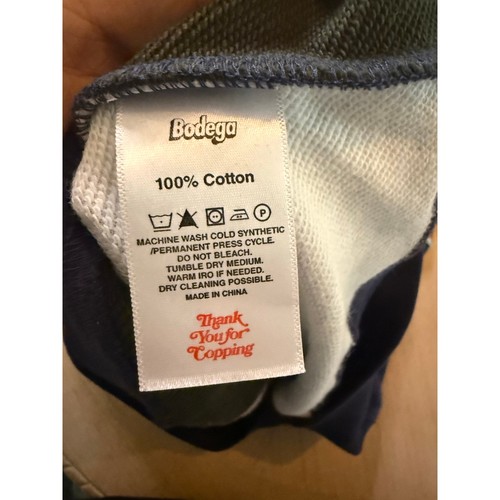 Bodega
100% Cotton
P
MACHINE WASH COLD SYNTHETIC
/PERMANENT PRESS CYCLE.
DO NOT BLEACH.
TUMBLE DRY MEDIUM.
WARM IRO IF NEEDED.
DRY CLEANING POSSIBLE.
MADE IN CHINA
Thank
You for
Copping